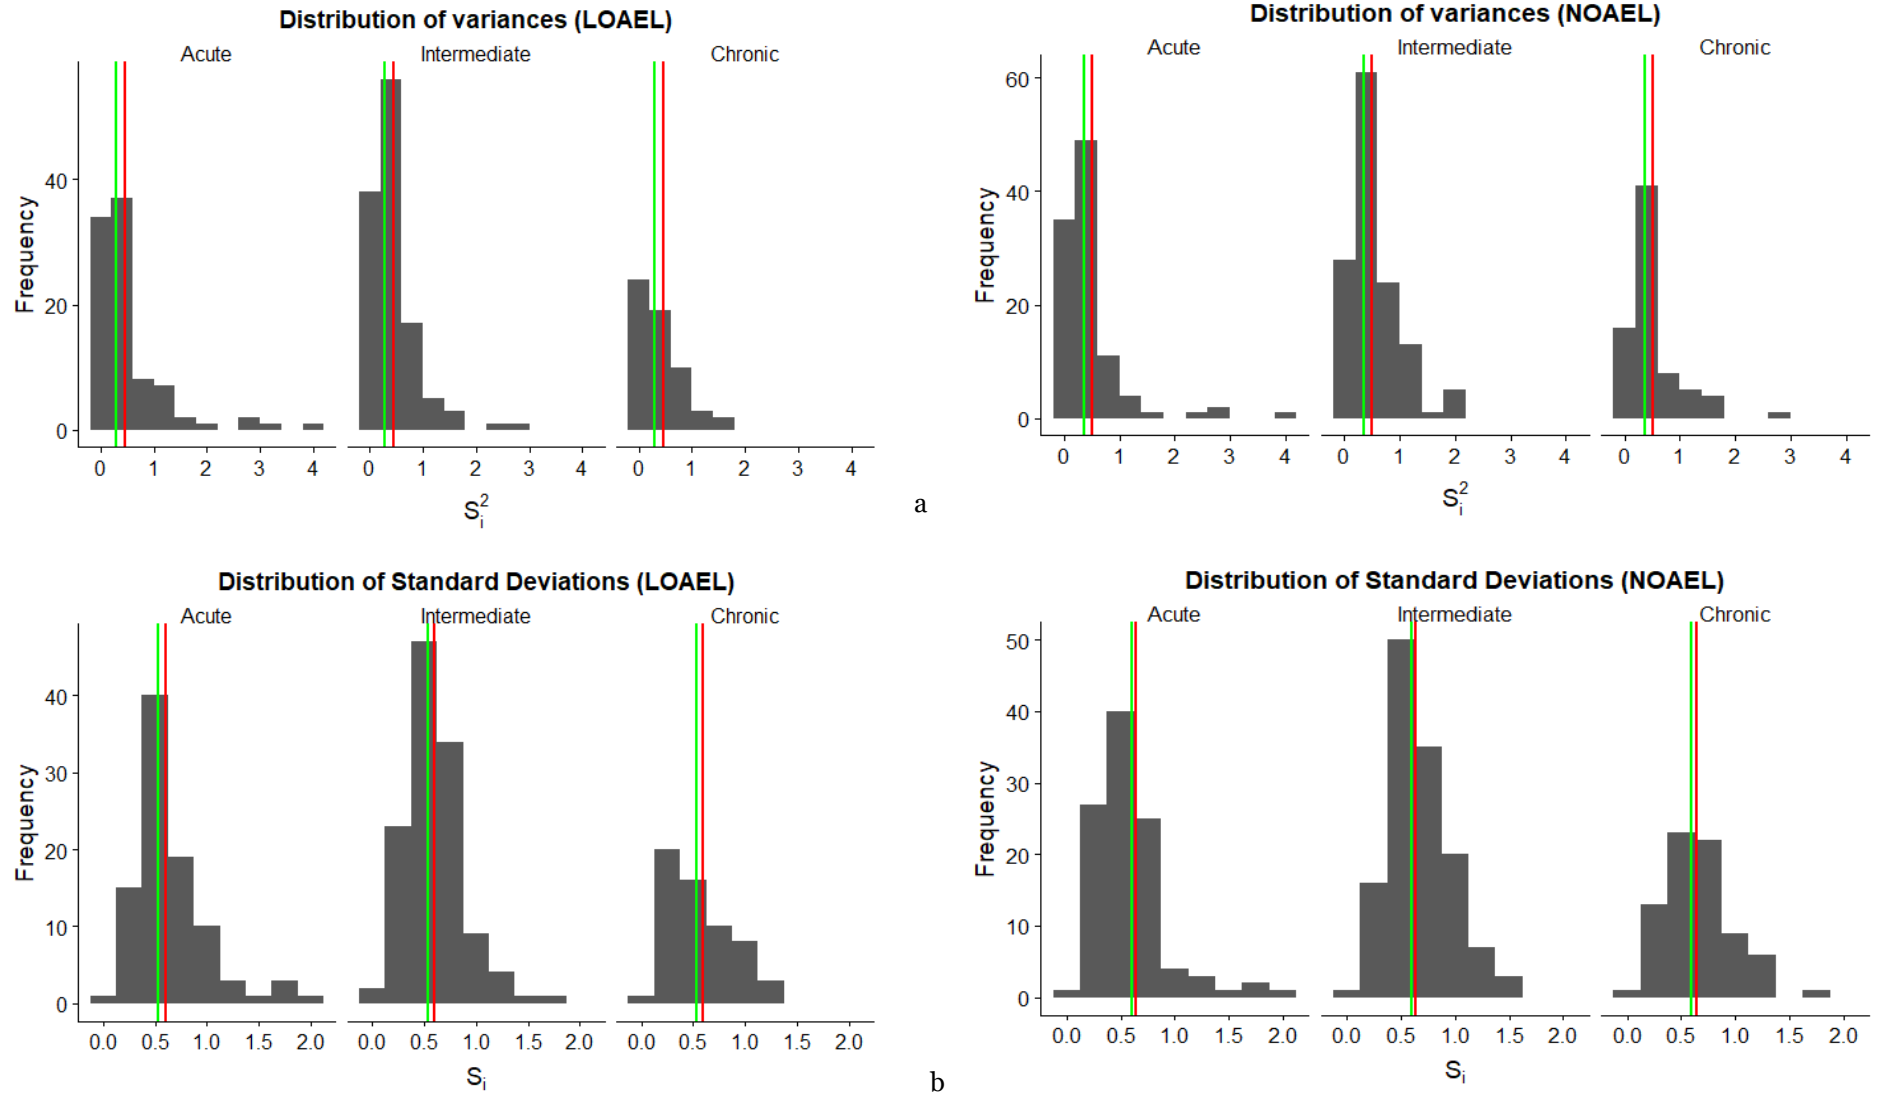 Distribution of variances (LOAEL)
Acute Intermediate Chronic
Frequency
40
20
0
0 1 2 3 4 0 1 2 3 4 0 1 2 3 4
S_i^2
Distribution of variances (NOAEL)
Acute Intermediate Chronic
Frequency
60
40
20
0
0 1 2 3 4 0 1 2 3 4 0 1 2 3 4
S_i^2
a
Distribution of Standard Deviations (LOAEL)
Acute Intermediate Chronic
Frequency
40
30
20
10
0
0.0 0.5 1.0 1.5 2.0 0.0 0.5 1.0 1.5 2.0 0.0 0.5 1.0 1.5 2.0
S_i
Distribution of Standard Deviations (NOAEL)
Acute Intermediate Chronic
Frequency
50
40
30
20
10
0
0.0 0.5 1.0 1.5 2.0 0.0 0.5 1.0 1.5 2.0 0.0 0.5 1.0 1.5 2.0
S_i
b